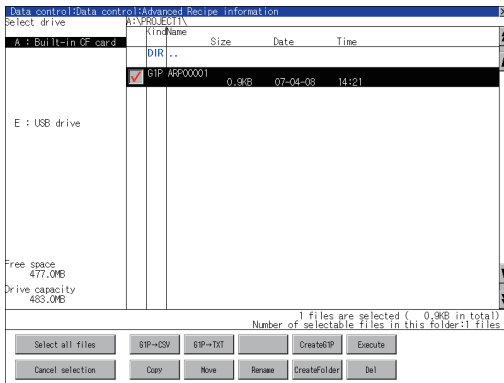 Data control:Data control:Advanced Recipe information
Select drive
A:\PROJECT1\
A : Built-in CF card
Kind Name
Size Date Time
DIR ..
G1P ARP00001
0.9KB 07-04-08 14:21
E : USB drive
Free space
477.0MB
Drive capacity
483.0MB
1 files are selected ( 0.9KB in total)
Number of selectable files in this folder:1 files
Select all files G1P→CSV G1P→TXT CreateG1P Execute
Cancel selection Copy Move Rename CreateFolder Del